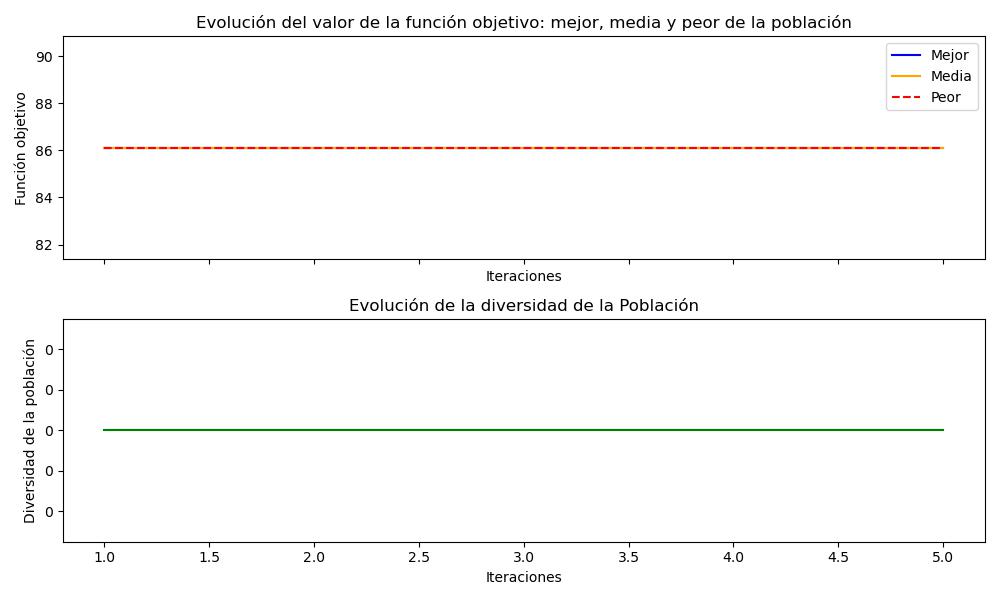 Evolución del valor de la función objetivo: mejor, media y peor de la población
Función objetivo
90
88
86
84
82
Mejor
Media
Peor
Iteraciones
Evolución de la diversidad de la Población
Diversidad de la población
0
0
0
0
0
1.0 1.5 2.0 2.5 3.0 3.5 4.0 4.5 5.0
Iteraciones